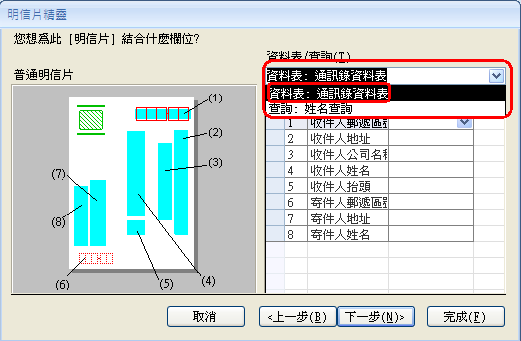 明信片精靈
您想為此 [明信片] 結合什麼欄位?
資料表/查詢(T)
普通明信片
資料表: 通訊錄資料表
資料表: 通訊錄資料表
查詢: 姓名查詢
(1)
(2)
(3)
(7)
(8)
(6)
(5)
(4)
1 收件人郵遞區號
2 收件人地址
3 收件人公司名稱
4 收件人姓名
5 收件人抬頭
6 寄件人郵遞區號
7 寄件人地址
8 寄件人姓名
取消
<上一步(B)
下一步(N)>
完成(F)